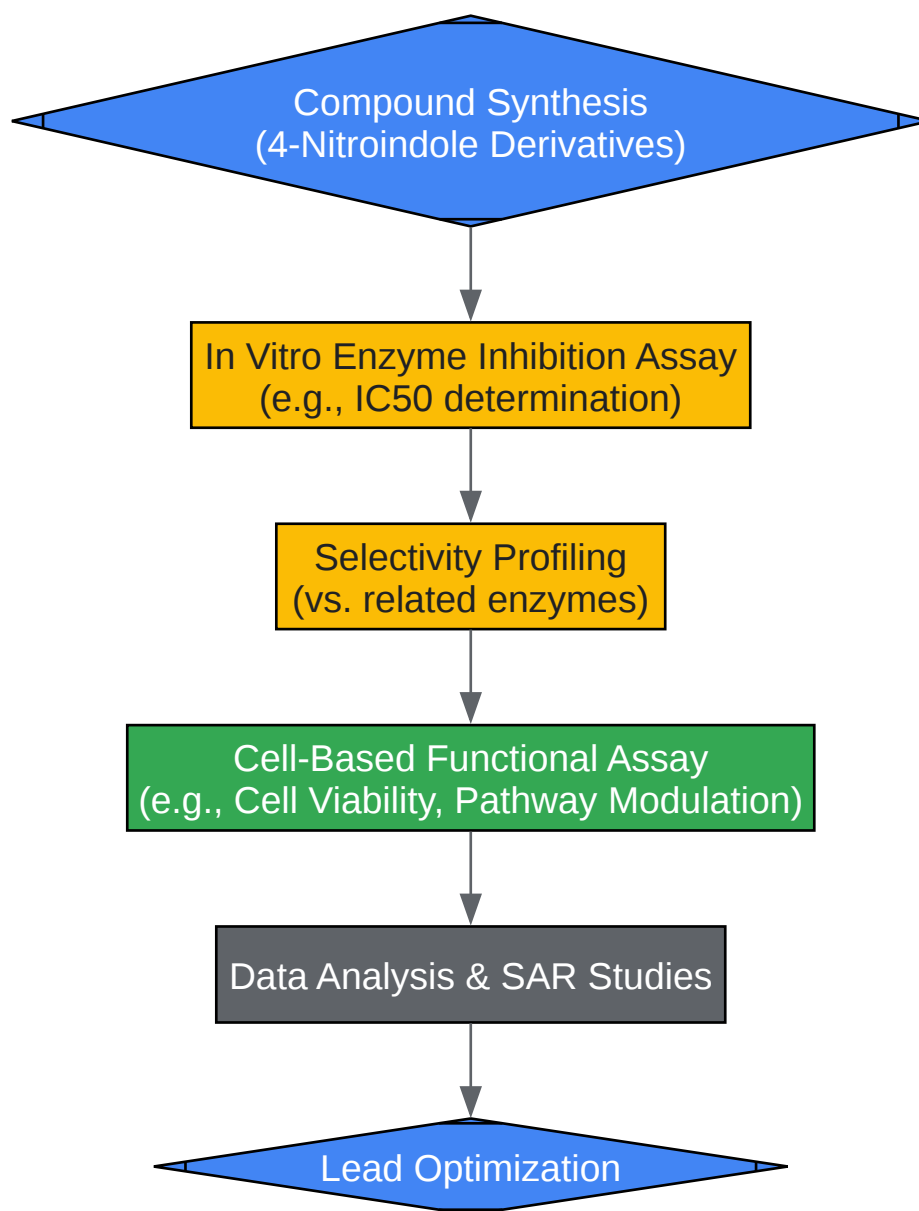 Compound Synthesis
(4-Nitroindole Derivatives)
In Vitro Enzyme Inhibition Assay
(e.g., IC50 determination)
Selectivity Profiling
(vs. related enzymes)
Cell-Based Functional Assay
(e.g., Cell Viability, Pathway Modulation)
Data Analysis & SAR Studies
Lead Optimization